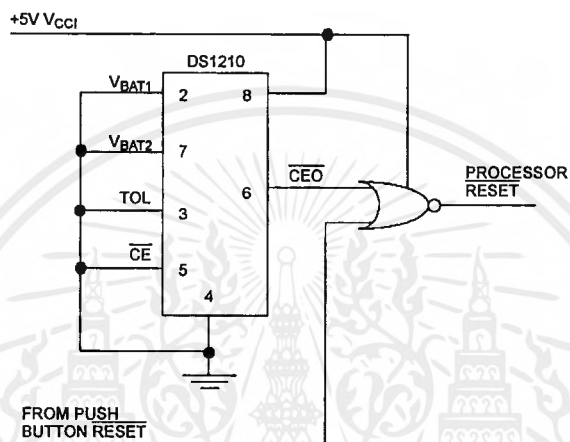 +5V VCCI
DS1210
VBAT1 2 8
VBAT2 7
CEO
6
PROCESSOR
RESET
TOL 3
CE 5
4
FROM PUSH
BUTTON RESET